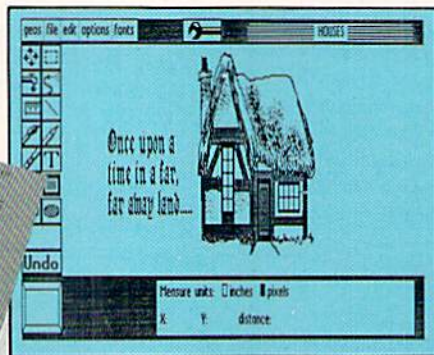 geos file edit options fonts
HOUSES
Once upon a
time in a far,
far away land....
Undo
Measure units: inches pixels
X: Y: distance: